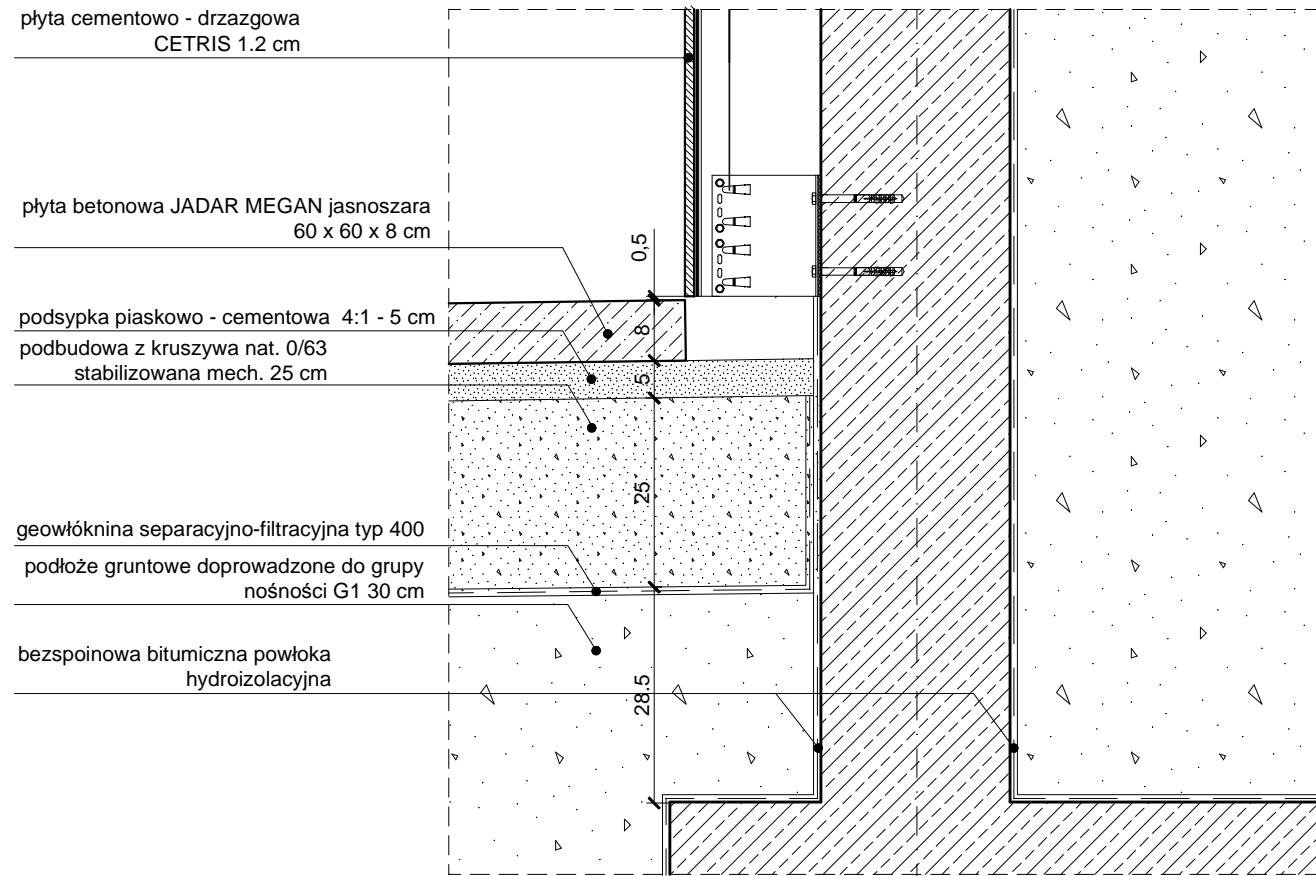 płyta cementowo - drzazgowa
CETRIS 1.2 cm
płyta betonowa JADAR MEGAN jasnoszara
60 x 60 x 8 cm
podsypka piaskowo - cementowa 4:1 - 5 cm
podbudowa z kruszywa nat. 0/63
stabilizowana mech. 25 cm
geowłóknina separacyjno-filtracyjna typ 400
podłoże gruntowe doprowadzone do grupy
nośności G1 30 cm
bezspoinowa bitumiczna powłoka
hydroizolacyjna
0,5
8
5
25
28.5